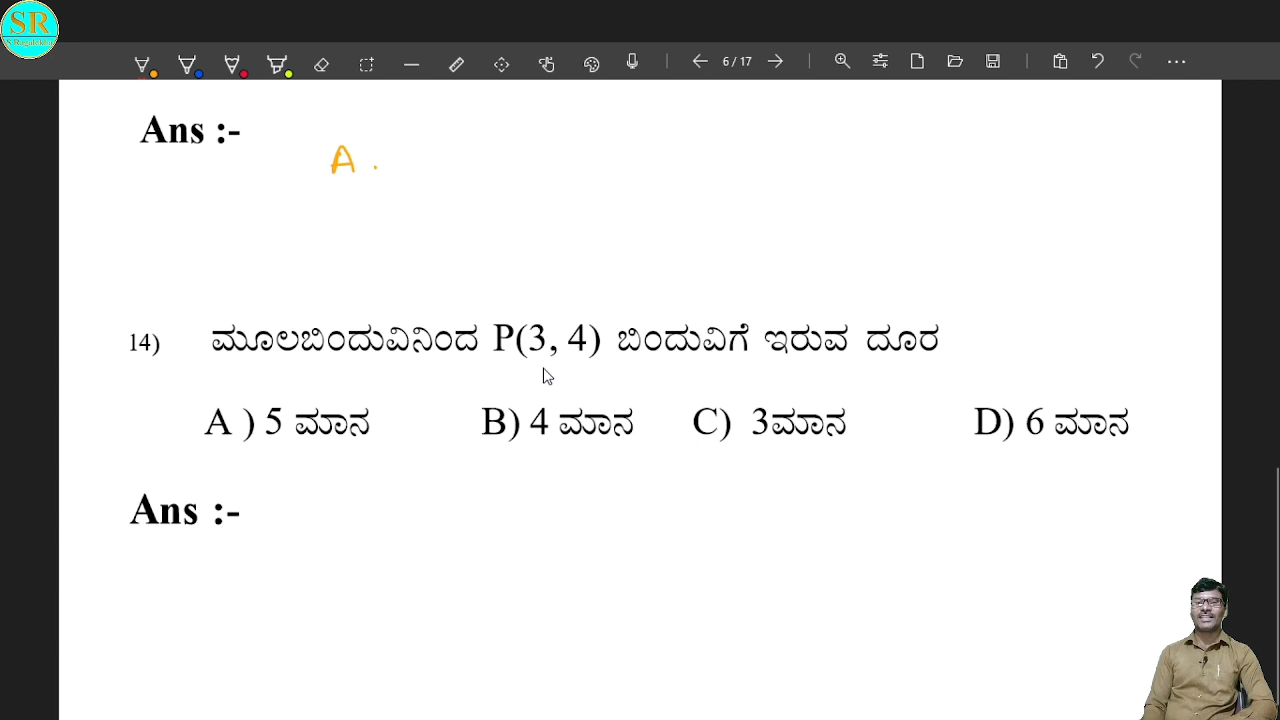 SR
6 / 17
Ans :-
A .
14) ಮೂಲಬಿಂದುವಿನಿಂದ P(3, 4) ಬಿಂದುವಿಗೆ ಇರುವ ದೂರ
A ) 5 ಮಾನ B) 4 ಮಾನ C) 3ಮಾನ D) 6 ಮಾನ
Ans :-